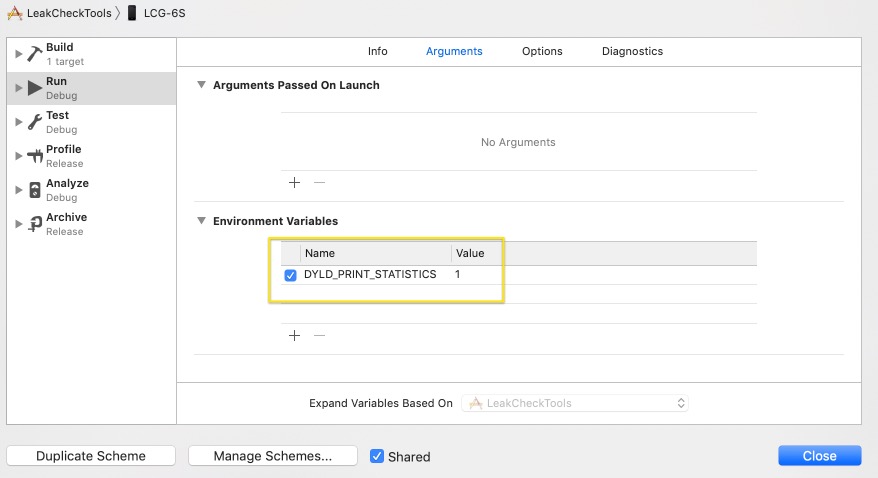 LeakCheckTools
LCG-6S
Build
1 target
Run
Debug
Test
Debug
Profile
Release
Analyze
Debug
Archive
Release
Info
Arguments
Options
Diagnostics
Arguments Passed On Launch
No Arguments
Environment Variables
Name
Value
DYLD_PRINT_STATISTICS
1
Expand Variables Based On
LeakCheckTools
Duplicate Scheme
Manage Schemes...
Shared
Close